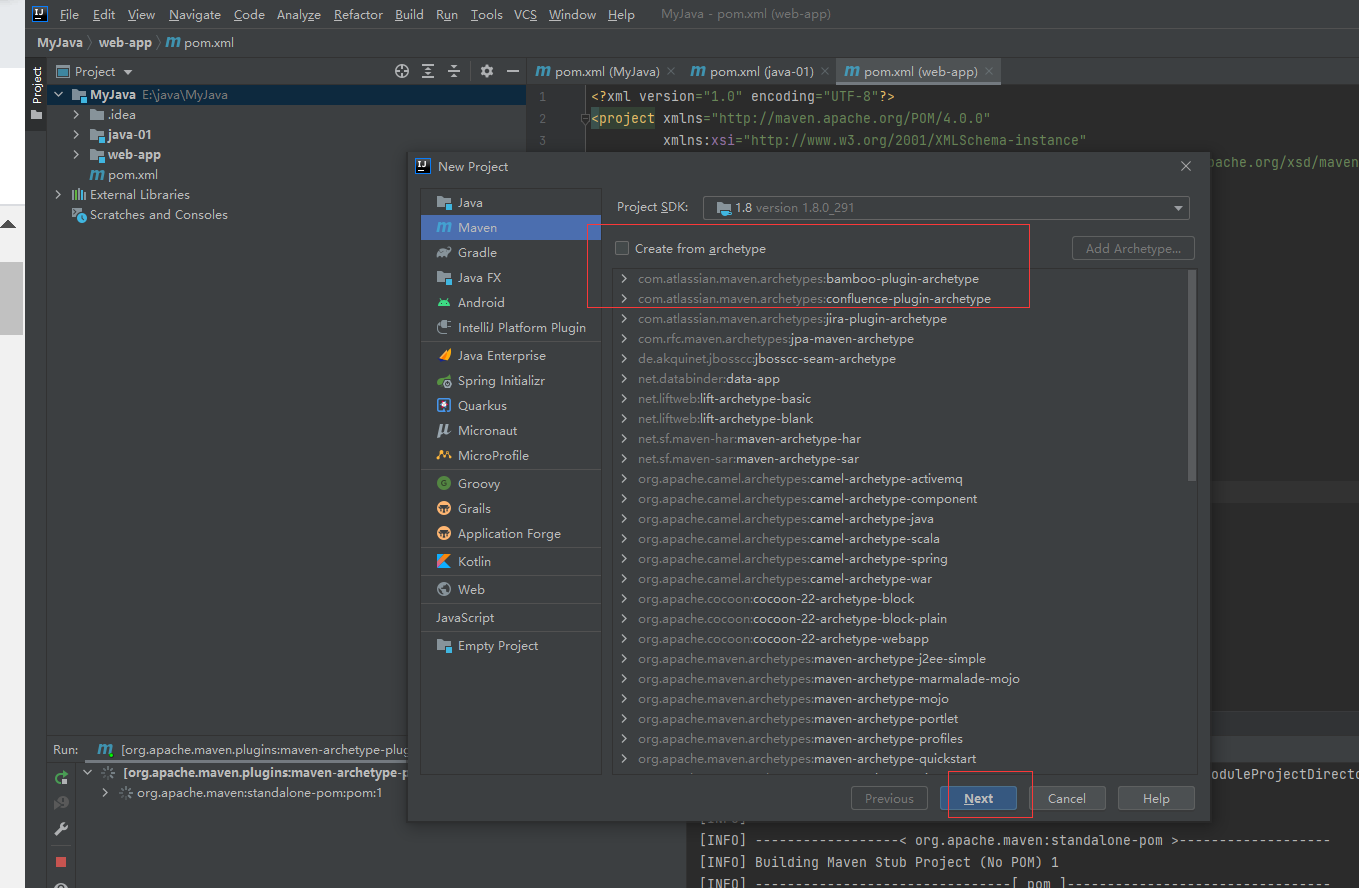 File Edit View Navigate Code Analyze Refactor Build Run Tools VCS Window Help MyJava - pom.xml (web-app)
MyJava web-app pom.xml
Project
Project
pom.xml (MyJava) pom.xml (java-01) pom.xml (web-app)
MyJava E:\java\MyJava
.idea
java-01
web-app
pom.xml
External Libraries
Scratches and Consoles
1 <?xml version="1.0" encoding="UTF-8"?>
2 <project xmlns="http://maven.apache.org/POM/4.0.0"
3 xmlns:xsi="http://www.w3.org/2001/XMLSchema-instance"
pache.org/xsd/maven
New Project
Java
Maven
Gradle
Java FX
Android
IntelliJ Platform Plugin
Java Enterprise
Spring Initializr
Quarkus
Micronaut
MicroProfile
Groovy
Grails
Application Forge
Kotlin
Web
JavaScript
Empty Project
Project SDK: 1.8 version 1.8.0_291
Create from archetype Add Archetype...
com.atlassian.maven.archetypes:bamboo-plugin-archetype
com.atlassian.maven.archetypes:confluence-plugin-archetype
com.atlassian.maven.archetypes:jira-plugin-archetype
com.rfc.maven.archetypes:jpa-maven-archetype
de.akquinet.jbosscc:jbosscc-seam-archetype
net.databinder:data-app
net.liftweb:lift-archetype-basic
net.liftweb:lift-archetype-blank
net.sf.maven-har:maven-archetype-har
net.sf.maven-sar:maven-archetype-sar
org.apache.camel.archetypes:camel-archetype-activemq
org.apache.camel.archetypes:camel-archetype-component
org.apache.camel.archetypes:camel-archetype-java
org.apache.camel.archetypes:camel-archetype-scala
org.apache.camel.archetypes:camel-archetype-spring
org.apache.camel.archetypes:camel-archetype-war
org.apache.cocoon:cocoon-22-archetype-block
org.apache.cocoon:cocoon-22-archetype-block-plain
org.apache.cocoon:cocoon-22-archetype-webapp
org.apache.maven.archetypes:maven-archetype-j2ee-simple
org.apache.maven.archetypes:maven-archetype-marmalade-mojo
org.apache.maven.archetypes:maven-archetype-mojo
org.apache.maven.archetypes:maven-archetype-portlet
org.apache.maven.archetypes:maven-archetype-profiles
org.apache.maven.archetypes:maven-archetype-quickstart
Previous Next Cancel Help
Run: [org.apache.maven.plugins:maven-archetype-plug
[org.apache.maven.plugins:maven-archetype-p
org.apache.maven:standalone-pom:pom:1
oduleProjectDirecto
[INFO]
[INFO] ------------------< org.apache.maven:standalone-pom >-------------------
[INFO] Building Maven Stub Project (No POM) 1
[INFO] --------------------------------[ pom ]---------------------------------